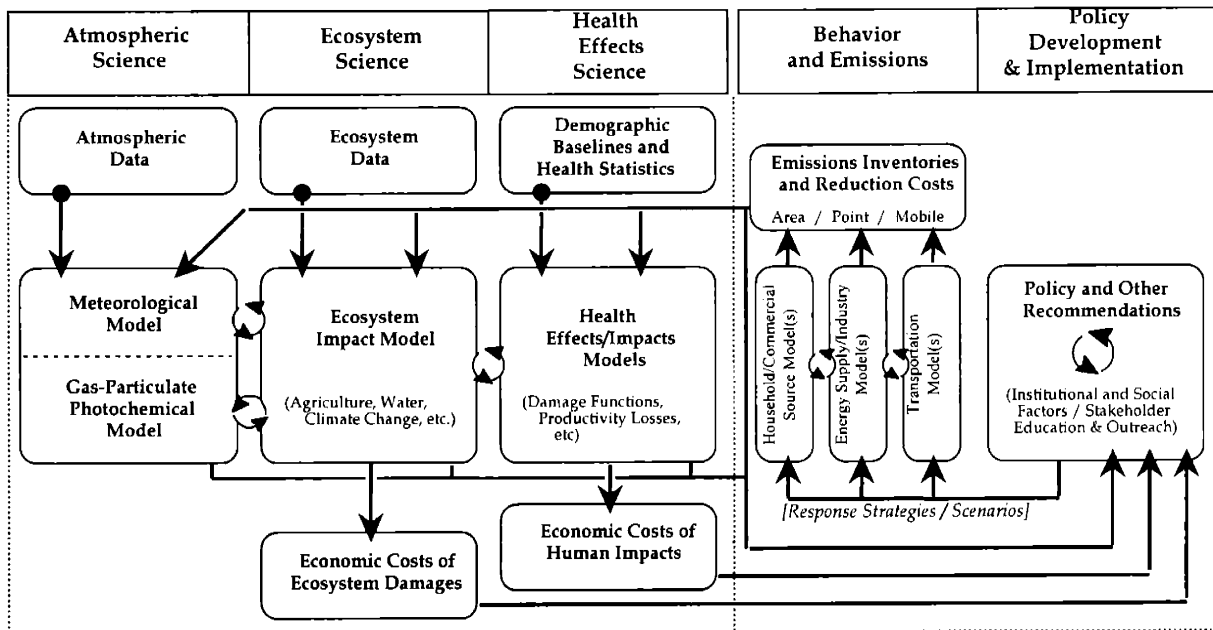 Atmospheric
Science
Ecosystem
Science
Health
Effects
Science
Behavior
and Emissions
Policy
Development
& Implementation
Atmospheric
Data
Ecosystem
Data
Demographic
Baselines and
Health Statistics
Emissions Inventories
and Reduction Costs
Area / Point / Mobile
Meteorological
Model
Gas-Particulate
Photochemical
Model
Ecosystem
Impact Model
(Agriculture, Water,
Climate Change, etc.)
Health
Effects/Impacts
Models
(Damage Functions,
Productivity Losses,
etc)
Household/Commercial
Source Model(s)
Energy Supply/Industry
Model(s)
Transportation
Model(s)
Policy and Other
Recommendations
(Institutional and Social
Factors / Stakeholder
Education & Outreach)
[Response Strategies / Scenarios]
Economic Costs of
Ecosystem Damages
Economic Costs of
Human Impacts